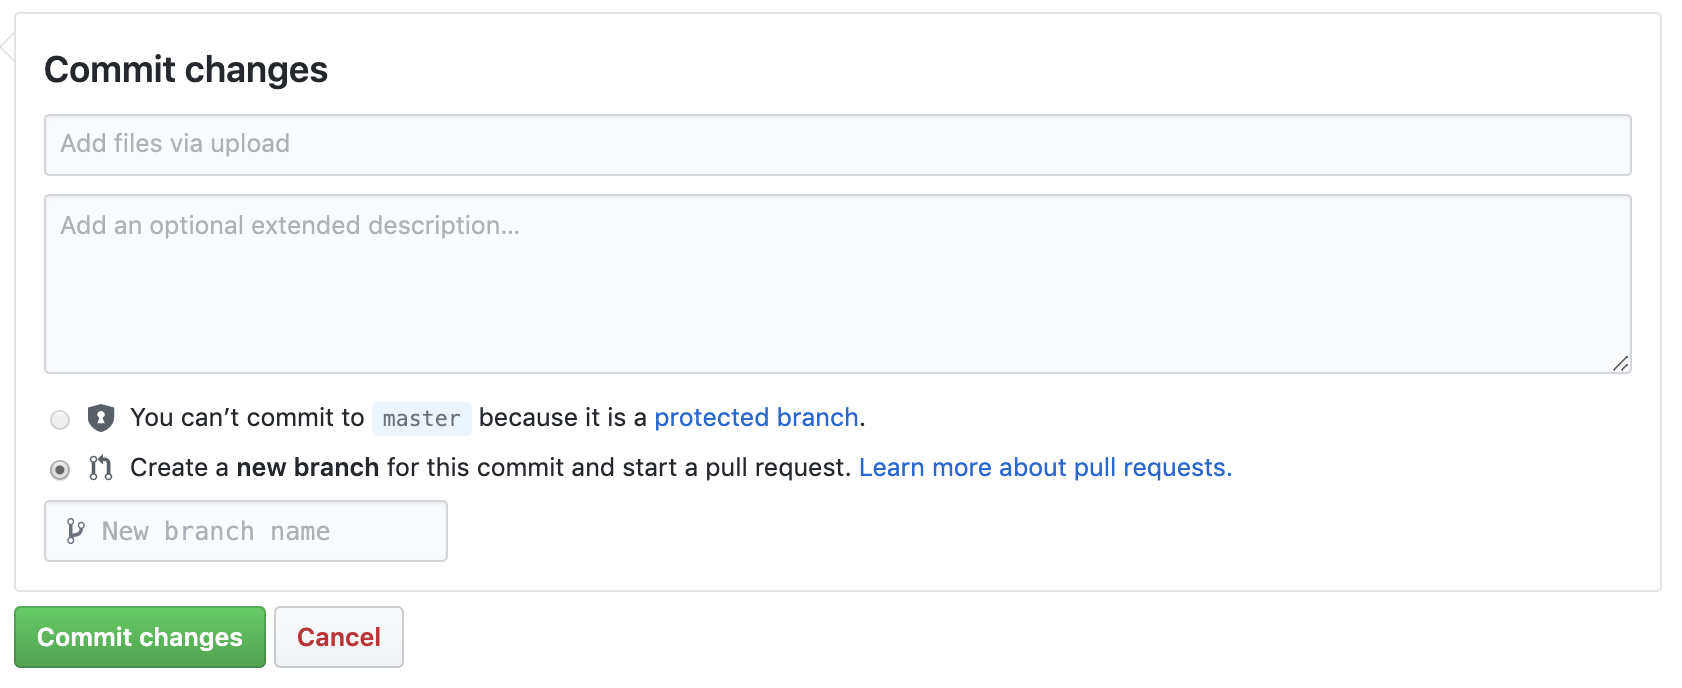 Commit changes
Add files via upload
Add an optional extended description...
You can’t commit to master because it is a protected branch.
Create a new branch for this commit and start a pull request. Learn more about pull requests.
New branch name
Commit changes
Cancel